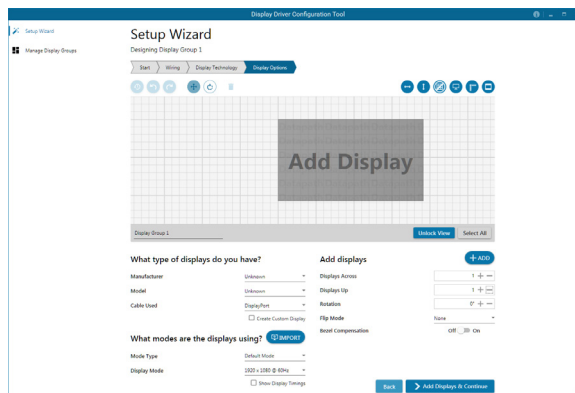 Display Driver Configuration Tool
Setup Wizard
Manage Display Groups
Setup Wizard
Designing Display Group 1
Start Wiring Display Technology Display Options
Add Display
Display Group 1
Unlock View Select All
What type of displays do you have?
Manufacturer Unknown
Model Unknown
Cable Used DisplayPort
Create Custom Display
What modes are the displays using? IMPORT
Mode Type Default Mode
Display Mode 1920 x 1080 @ 60Hz
Show Display Timings
Add displays + ADD
Displays Across 1 + −
Displays Up 1 + −
Rotation 0° + −
Flip Mode None
Bezel Compensation Off On
Back Add Displays & Continue